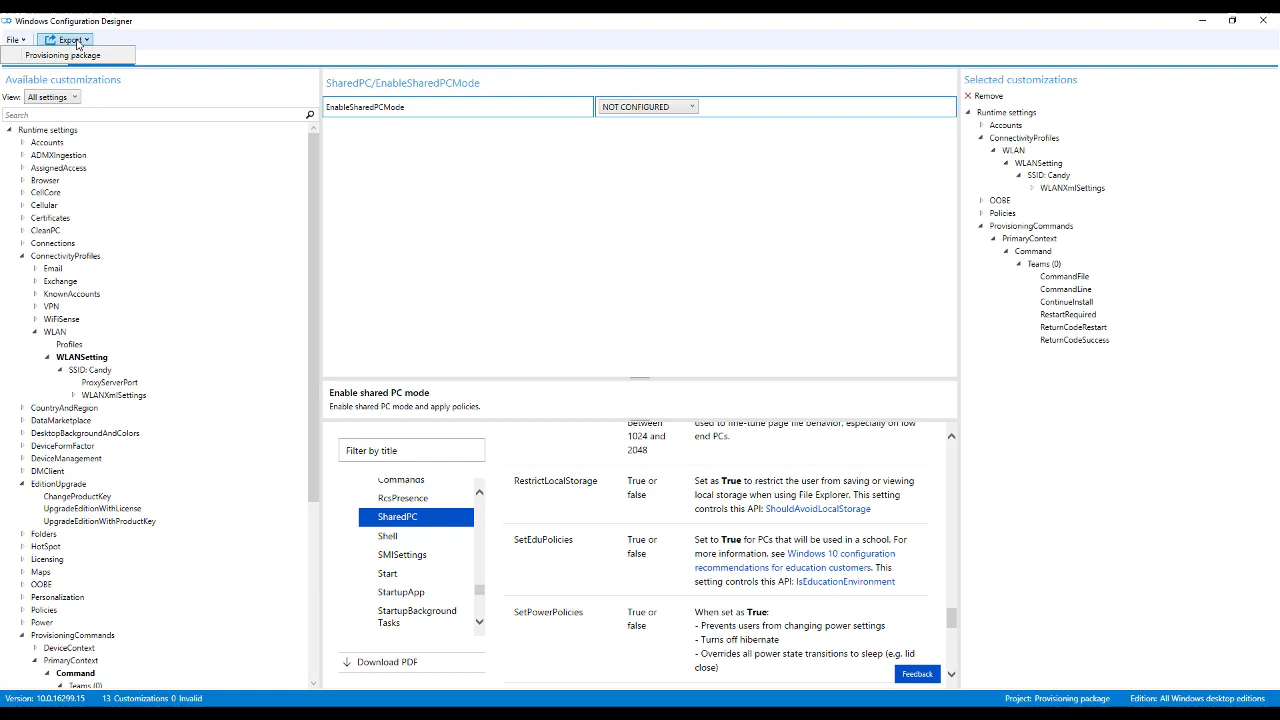 Windows Configuration Designer
File
Export
Provisioning package
Available customizations
View: All settings
Search
Runtime settings
Accounts
ADMXIngestion
AssignedAccess
Browser
CellCore
Cellular
Certificates
CleanPC
Connections
ConnectivityProfiles
Email
Exchange
KnownAccounts
VPN
WiFiSense
WLAN
Profiles
WLANSetting
SSID: Candy
ProxyServerPort
WLANXmlSettings
CountryAndRegion
DataMarketplace
DesktopBackgroundAndColors
DeviceFormFactor
DeviceManagement
DMClient
EditionUpgrade
ChangeProductKey
UpgradeEditionWithLicense
UpgradeEditionWithProductKey
Folders
HotSpot
Licensing
Maps
OOBE
Personalization
Policies
Power
ProvisioningCommands
DeviceContext
PrimaryContext
Command
Teams (0)
SharedPC/EnableSharedPCMode
EnableSharedPCMode
NOT CONFIGURED
Enable shared PC mode
Enable shared PC mode and apply policies.
Filter by title
Commands
RcsPresence
SharedPC
Shell
SMISettings
Start
StartupApp
StartupBackground
Tasks
Download PDF
between
1024 and
2048
used to fine-tune page file behavior, especially on low
end PCs.
RestrictLocalStorage
True or
false
Set as True to restrict the user from saving or viewing
local storage when using File Explorer. This setting
controls this API: ShouldAvoidLocalStorage
SetEduPolicies
True or
false
Set to True for PCs that will be used in a school. For
more information, see Windows 10 configuration
recommendations for education customers. This
setting controls this API: IsEducationEnvironment
SetPowerPolicies
True or
false
When set as True:
- Prevents users from changing power settings
- Turns off hibernate
- Overrides all power state transitions to sleep (e.g. lid
close)
Feedback
Selected customizations
Remove
Runtime settings
Accounts
ConnectivityProfiles
WLAN
WLANSetting
SSID: Candy
WLANXmlSettings
OOBE
Policies
ProvisioningCommands
PrimaryContext
Command
Teams (0)
CommandFile
CommandLine
ContinueInstall
RestartRequired
ReturnCodeRestart
ReturnCodeSuccess
Version: 10.0.16299.15
13 Customizations 0 Invalid
Project: Provisioning package
Edition: All Windows desktop editions